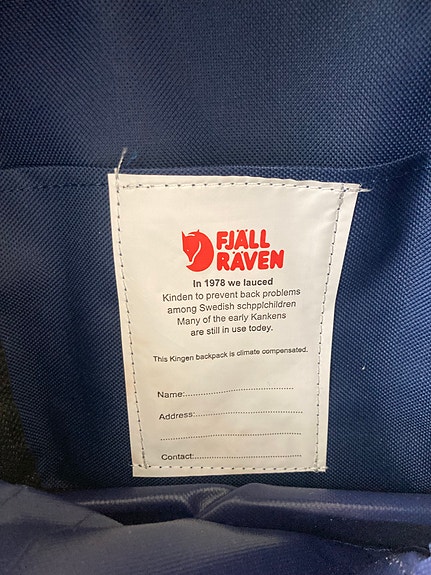 FJÄLL
RÄVEN
In 1978 we lauced
Kinden to prevent back problems
among Swedish schpplchildren
Many of the early Kankens
are still in use todey.
This Kingen backpack is climate compensated.
Name:
Address:
Contact: